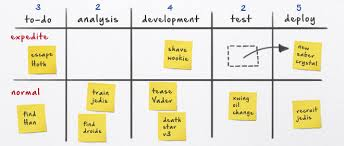 3 2 4 2 5
to-do analysis development test deploy
expedite
escape
Hoth
shave
wookie
new
saber
crystal
normal
find
Han
train
jedis
find
droids
tease
Vader
death
star
v3
xwing
oil
change
recruit
jedis